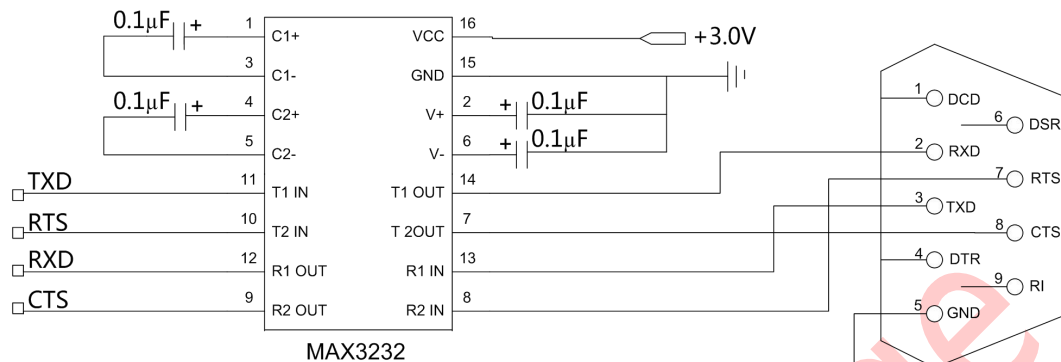 0.1μF + 1 C1+ VCC 16 +3.0V
3 C1- GND 15
0.1μF + 4 C2+ V+ 2 + 0.1μF
5 C2- V- 6 + 0.1μF
TXD 11 T1 IN T1 OUT 14
RTS 10 T2 IN T 2OUT 7
RXD 12 R1 OUT R1 IN 13
CTS 9 R2 OUT R2 IN 8
MAX3232
1 DCD
6 DSR
2 RXD
7 RTS
3 TXD
8 CTS
4 DTR
9 RI
5 GND